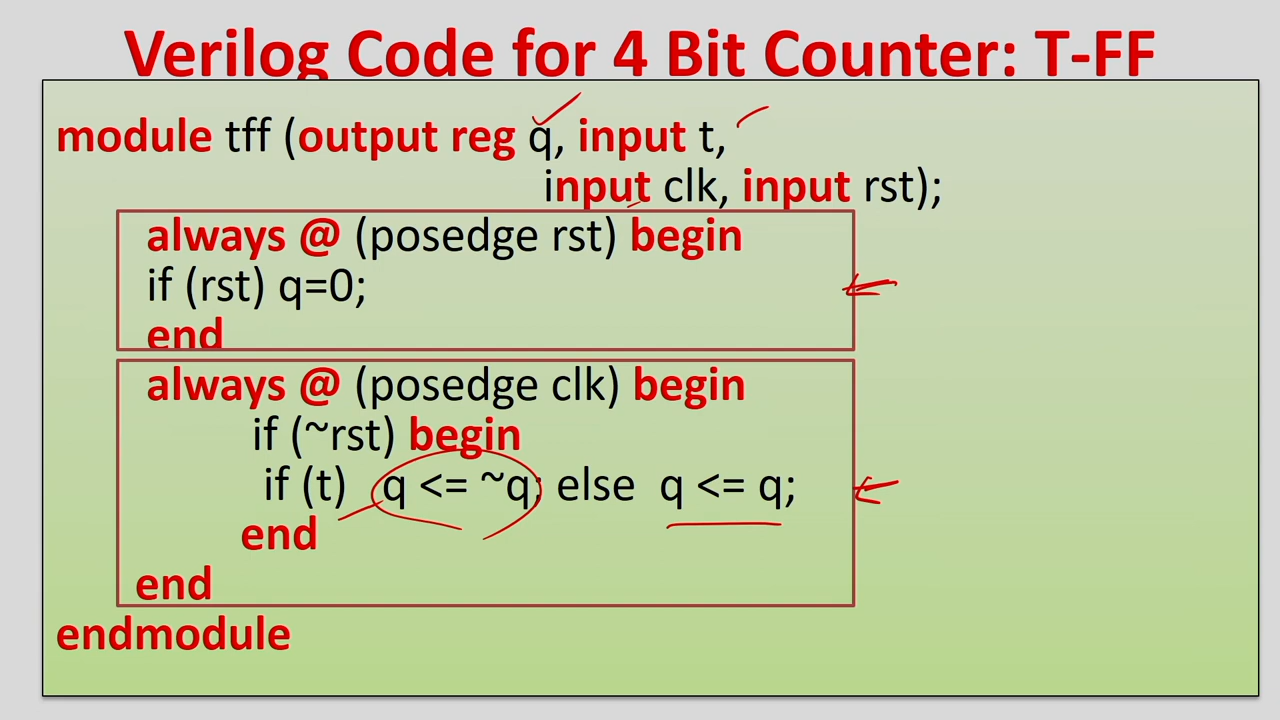 Verilog Code for 4 Bit Counter: T-FF
module tff (output reg q, input t,
input clk, input rst);
always @ (posedge rst) begin
if (rst) q=0;
end
always @ (posedge clk) begin
if (~rst) begin
if (t) q <= ~q; else q <= q;
end
end
endmodule